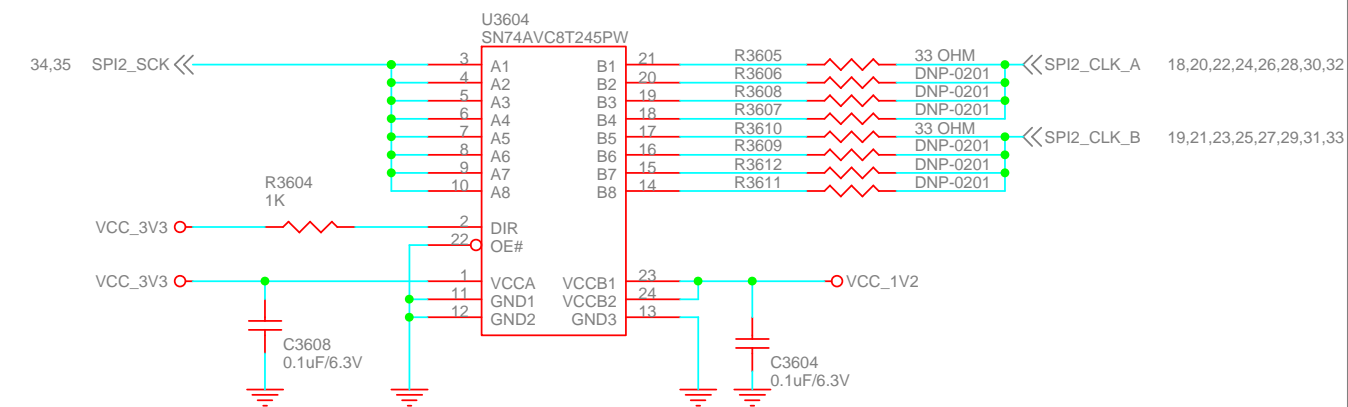 U3604
SN74AVC8T245PW
34,35 SPI2_SCK 3 A1 B1 21 R3605 33 OHM SPI2_CLK_A 18,20,22,24,26,28,30,32
4 A2 B2 20 R3606 DNP-0201
5 A3 B3 19 R3608 DNP-0201
6 A4 B4 18 R3607 DNP-0201
7 A5 B5 17 R3610 33 OHM SPI2_CLK_B 19,21,23,25,27,29,31,33
8 A6 B6 16 R3609 DNP-0201
9 A7 B7 15 R3612 DNP-0201
10 A8 B8 14 R3611 DNP-0201
R3604
1K
VCC_3V3 2 DIR
22 OE#
VCC_3V3 1 VCCA VCCB1 23 VCC_1V2
11 GND1 VCCB2 24
12 GND2 GND3 13
C3608
0.1uF/6.3V
C3604
0.1uF/6.3V